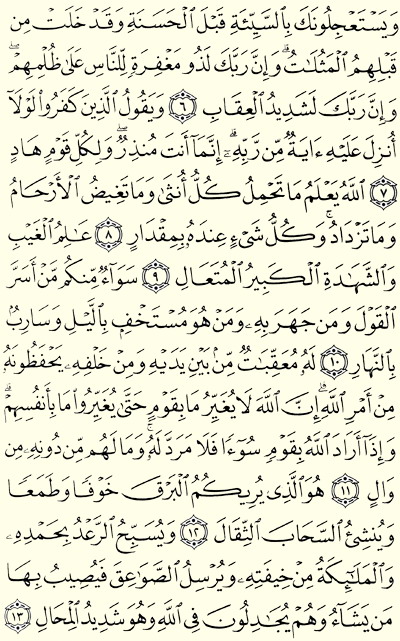 وَيَسۡتَعۡجِلُونَكَ بِٱلسَّيِّئَةِ قَبۡلَ ٱلۡحَسَنَةِ وَقَدۡ خَلَتۡ مِن
قَبۡلِهِمُ ٱلۡمَثُلَٰتُۗ وَإِنَّ رَبَّكَ لَذُو مَغۡفِرَةٖ لِّلنَّاسِ عَلَىٰ ظُلۡمِهِمۡۖ
وَإِنَّ رَبَّكَ لَشَدِيدُ ٱلۡعِقَابِ ٦ وَيَقُولُ ٱلَّذِينَ كَفَرُواْ لَوۡلَآ
أُنزِلَ عَلَيۡهِ ءَايَةٞ مِّن رَّبِّهِۦٓۗ إِنَّمَآ أَنتَ مُنذِرٞۖ وَلِكُلِّ قَوۡمٍ هَادٍ
٧ ٱللَّهُ يَعۡلَمُ مَا تَحۡمِلُ كُلُّ أُنثَىٰ وَمَا تَغِيضُ ٱلۡأَرۡحَامُ
وَمَا تَزۡدَادُۚ وَكُلُّ شَيۡءٍ عِندَهُۥ بِمِقۡدَارٍ ٨ عَٰلِمُ ٱلۡغَيۡبِ
وَٱلشَّهَٰدَةِ ٱلۡكَبِيرُ ٱلۡمُتَعَالِ ٩ سَوَآءٞ مِّنكُم مَّنۡ أَسَرَّ
ٱلۡقَوۡلَ وَمَن جَهَرَ بِهِۦ وَمَنۡ هُوَ مُسۡتَخۡفِۭ بِٱلَّيۡلِ وَسَارِبُۢ
بِٱلنَّهَارِ ١٠ لَهُۥ مُعَقِّبَٰتٞ مِّنۢ بَيۡنِ يَدَيۡهِ وَمِنۡ خَلۡفِهِۦ يَحۡفَظُونَهُۥ
مِنۡ أَمۡرِ ٱللَّهِۗ إِنَّ ٱللَّهَ لَا يُغَيِّرُ مَا بِقَوۡمٍ حَتَّىٰ يُغَيِّرُواْ مَا بِأَنفُسِهِمۡۗ
وَإِذَآ أَرَادَ ٱللَّهُ بِقَوۡمٖ سُوٓءٗا فَلَا مَرَدَّ لَهُۥۚ وَمَا لَهُم مِّن دُونِهِۦ مِن
وَالٍ ١١ هُوَ ٱلَّذِي يُرِيكُمُ ٱلۡبَرۡقَ خَوۡفٗا وَطَمَعٗا
وَيُنشِئُ ٱلسَّحَابَ ٱلثِّقَالَ ١٢ وَيُسَبِّحُ ٱلرَّعۡدُ بِحَمۡدِهِۦ
وَٱلۡمَلَٰٓئِكَةُ مِنۡ خِيفَتِهِۦ وَيُرۡسِلُ ٱلصَّوَٰعِقَ فَيُصِيبُ بِهَا
مَن يَشَآءُ وَهُمۡ يُجَٰدِلُونَ فِي ٱللَّهِ وَهُوَ شَدِيدُ ٱلۡمِحَالِ ١٣